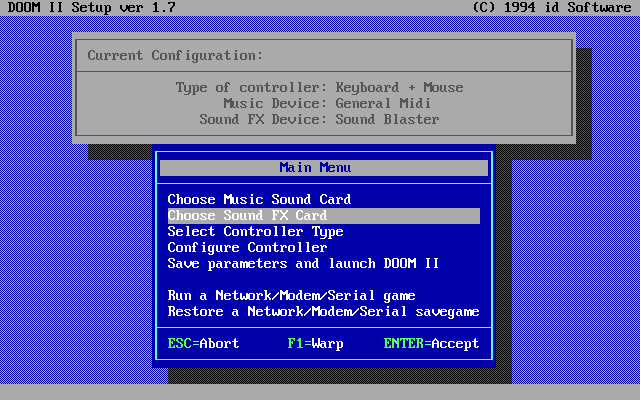 DOOM II Setup ver 1.7 (C) 1994 id Software
Current Configuration:
Type of controller: Keyboard + Mouse
Music Device: General Midi
Sound FX Device: Sound Blaster
Main Menu
Choose Music Sound Card
Choose Sound FX Card
Select Controller Type
Configure Controller
Save parameters and launch DOOM II
Run a Network/Modem/Serial game
Restore a Network/Modem/Serial savegame
ESC=Abort F1=Warp ENTER=Accept